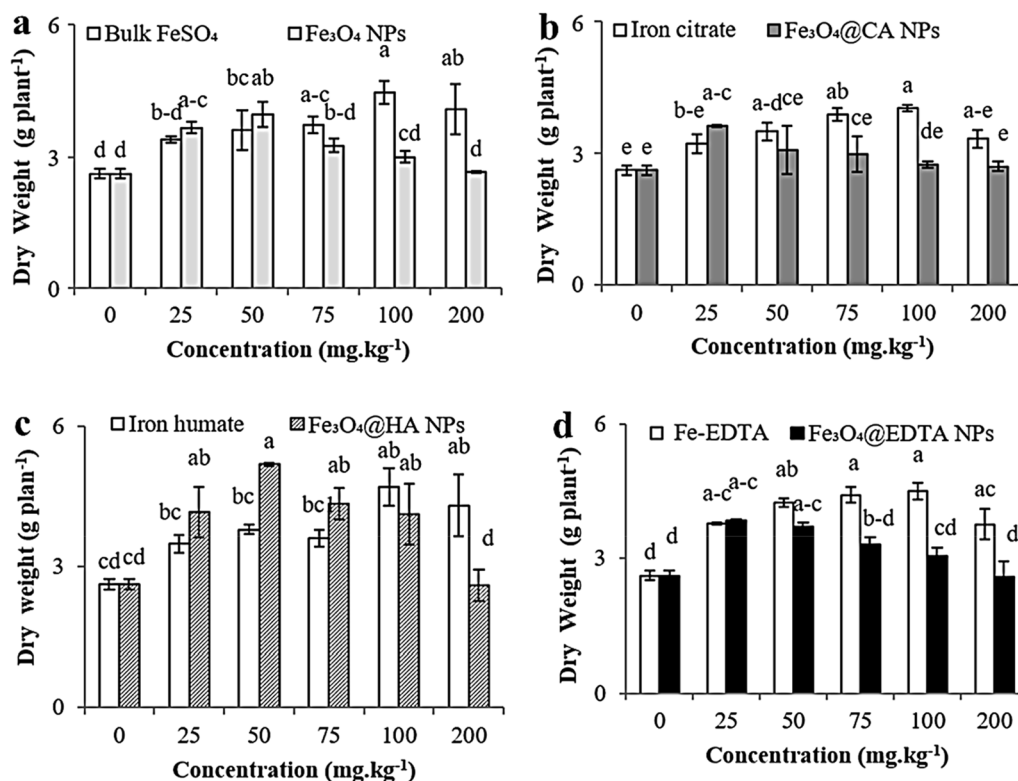 a
6
3
0
Dry Weight (g plant⁻¹)
Bulk FeSO₄ Fe₃O₄ NPs
d d b-d a-c bc ab a-c b-d a cd ab d
0 25 50 75 100 200
Concentration (mg.kg⁻¹)
b
6
3
0
Dry Weight (g plant⁻¹)
Iron citrate Fe₃O₄@CA NPs
e e b-e a-c a-d ce ab ce a de a-e e
0 25 50 75 100 200
Concentration (mg.kg⁻¹)
c
6
3
0
Dry weight (g plan⁻¹)
Iron humate Fe₃O₄@HA NPs
cd cd bc ab bc a bc ab ab ab ab d
0 25 50 75 100 200
Concentration (mg.kg⁻¹)
d
6
3
0
Dry Weight (g plant⁻¹)
Fe-EDTA Fe₃O₄@EDTA NPs
d d a-c a-c ab a-c a b-d a cd ac d
0 25 50 75 100 200
Concentration (mg.kg⁻¹)